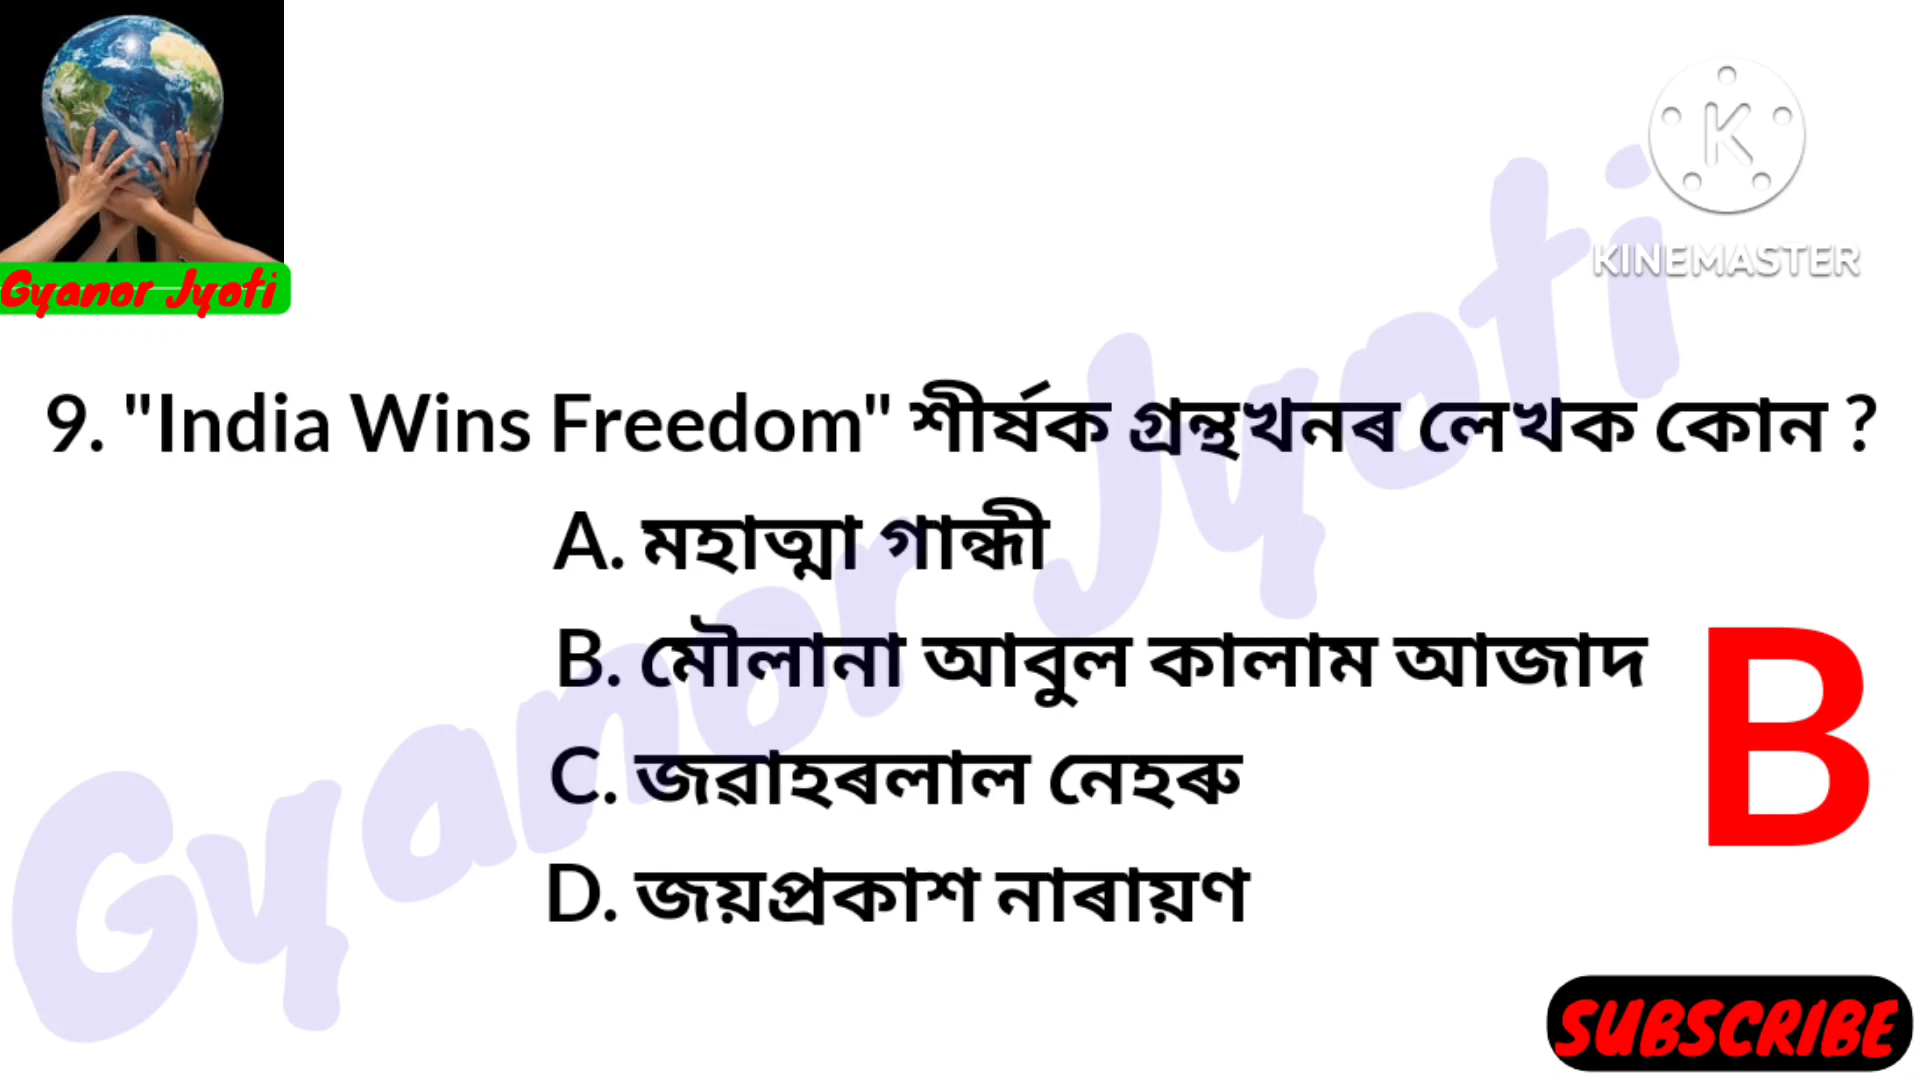 Gyanor Jyoti
K
KINEMASTER
9. "India Wins Freedom" শীৰ্ষক গ্ৰন্থখনৰ লেখক কোন ?
A. মহাত্মা গান্ধী
B. মৌলানা আবুল কালাম আজাদ
B
C. জৱাহৰলাল নেহৰু
D. জয়প্ৰকাশ নাৰায়ণ
Gyanor Jyoti
SUBSCRIBE